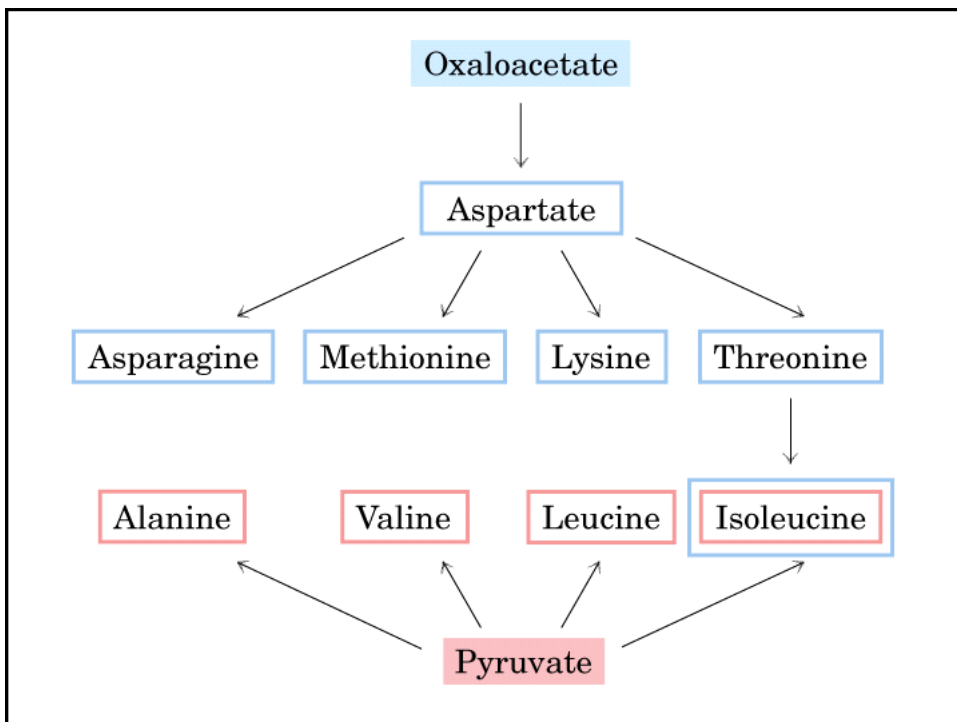 Oxaloacetate
Aspartate
Asparagine
Methionine
Lysine
Threonine
Alanine
Valine
Leucine
Isoleucine
Pyruvate